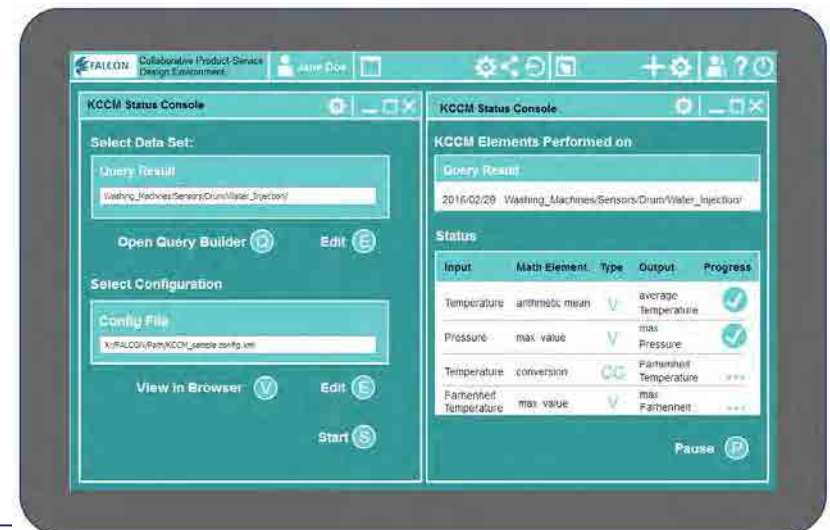 FALCON
Collaborative Product-Service
Design Environment
Jane Doe
?
KCCM Status Console
Select Data Set:
Query Result
Washing_Machines/Sensors/Drum/Water_Injection/
Open Query Builder Q
Edit E
Select Configuration
Config File
X:/FALCON/Path/KCCM_sample.config.xml
View in Browser V
Edit E
Start S
KCCM Status Console
KCCM Elements Performed on
Query Result
2016/02/29 Washing_Machines/Sensors/Drum/Water_Injection/
Status
Input Math Element Type Output Progress
Temperature arithmetic mean V average
Temperature
Pressure max value V max
Pressure
Temperature conversion CG Farhenheit
Temperature ...
Farhenheit
Temperature max value V max
Farhenheit ...
Pause P